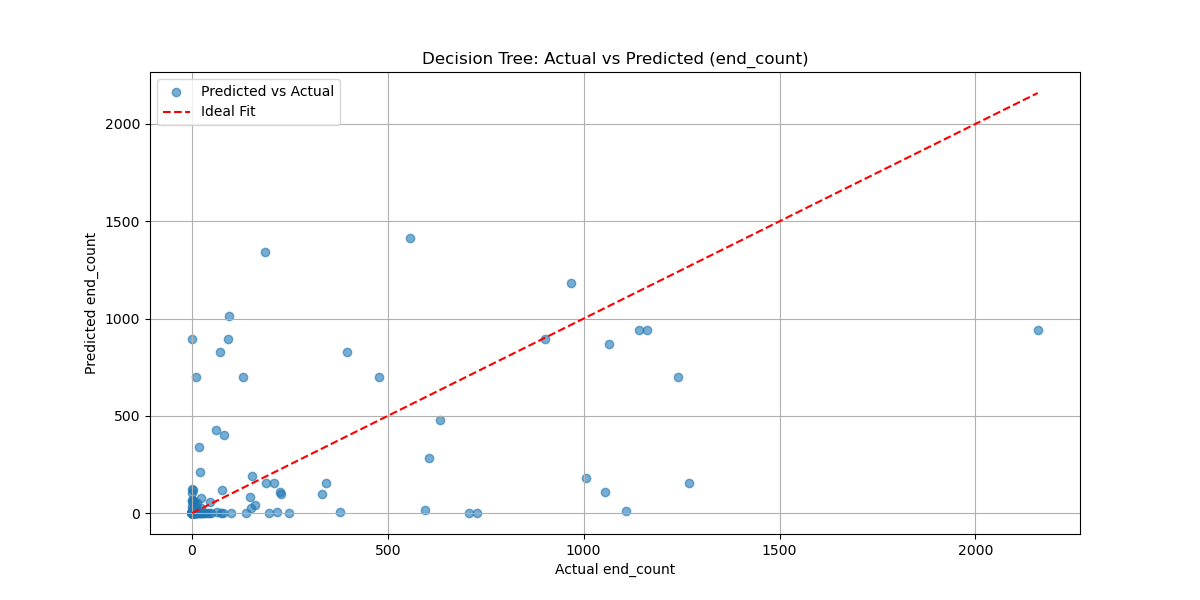 Decision Tree: Actual vs Predicted (end_count)
Predicted vs Actual
Ideal Fit
Predicted end_count
2000
1500
1000
500
0
0 500 1000 1500 2000
Actual end_count